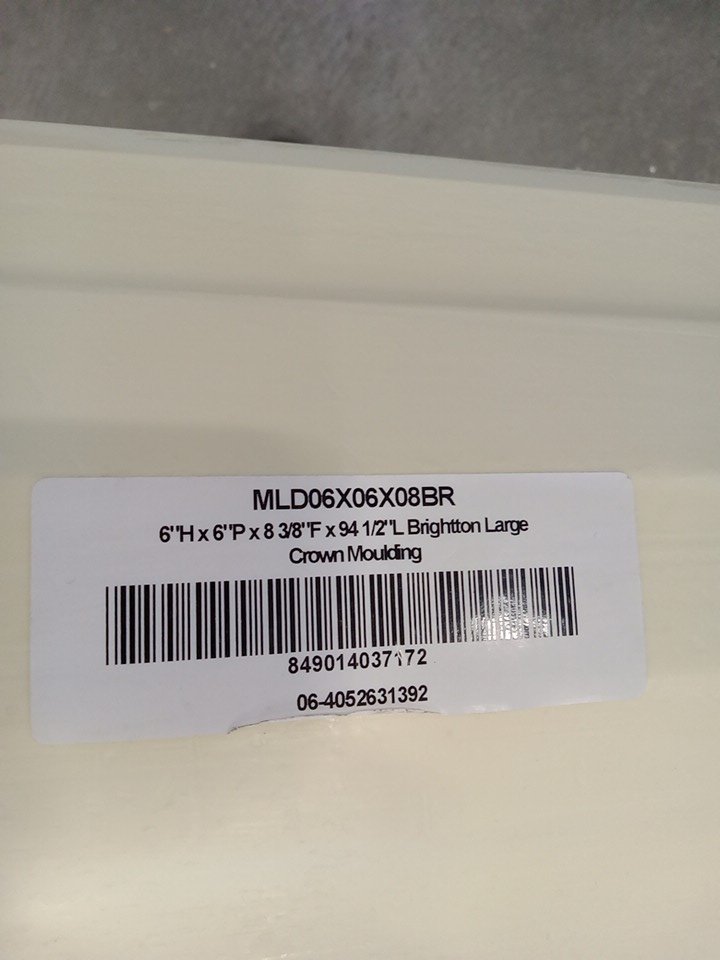 MLD06X06X08BR
6"H x 6"P x 8 3/8"F x 94 1/2"L Brightton Large
Crown Moulding
849014037172
06-4052631392